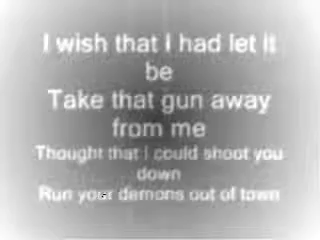 I wish that I had let it
be
Take that gun away
from me
Thought that I could shoot you
down
Run your demons out of town